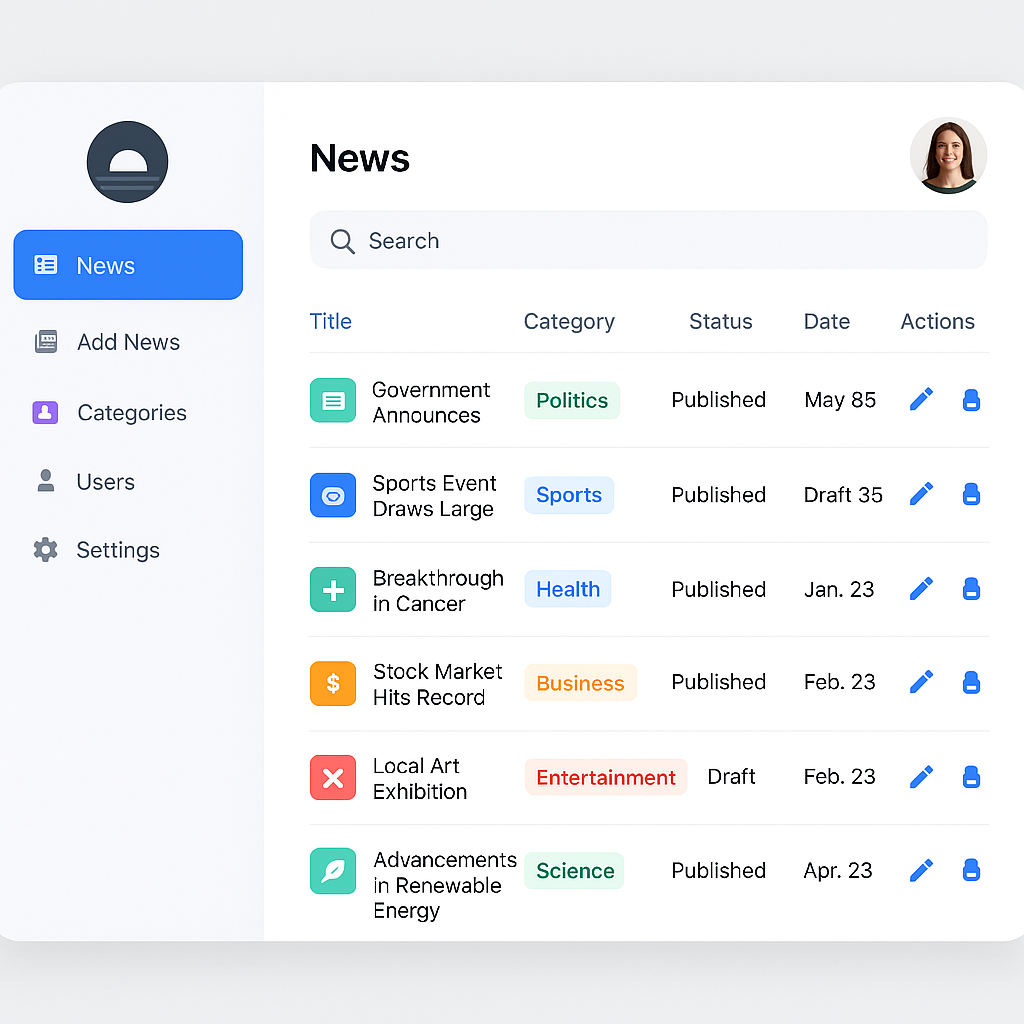 News
Add News
Categories
Users
Settings
News
Search
Title Category Status Date Actions
Government
Announces
Politics Published May 85
Sports Event
Draws Large
Sports Published Draft 35
Breakthrough
in Cancer
Health Published Jan. 23
Stock Market
Hits Record
$
Business Published Feb. 23
Local Art
Exhibition
Entertainment Draft Feb. 23
Advancements
in Renewable
Energy
Science Published Apr. 23